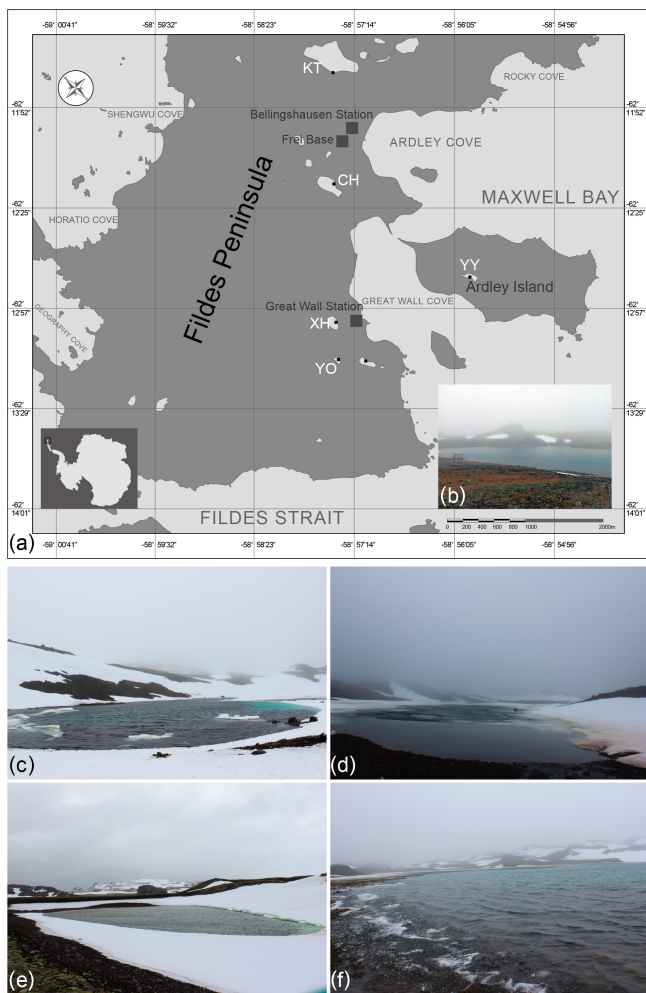 -59° 00'41" -58° 59'32" -58° 58'23" -58° 57'14" -58° 56'05" -58° 54'56"
KT
ROCKY COVE
-62° 11'52" -62° 11'52"
SHENGWU COVE
Bellingshausen Station
Frei Base
ARDLEY COVE
CH
MAXWELL BAY
-62° 12'25" -62° 12'25"
HORATIO COVE
Fildes Peninsula
YY
Ardley Island
GEOGRAPHY COVE
Great Wall Station
GREAT WALL COVE
-62° 12'57" -62° 12'57"
XH
YO
-62° 13'29" -62° 13'29"
(b)
-62° 14'01" -62° 14'01"
FILDES STRAIT
0 200 400 600 800 1000 2000m
(a)
-59° 00'41" -58° 59'32" -58° 58'23" -58° 57'14" -58° 56'05" -58° 54'56"
(c)
(d)
(e)
(f)